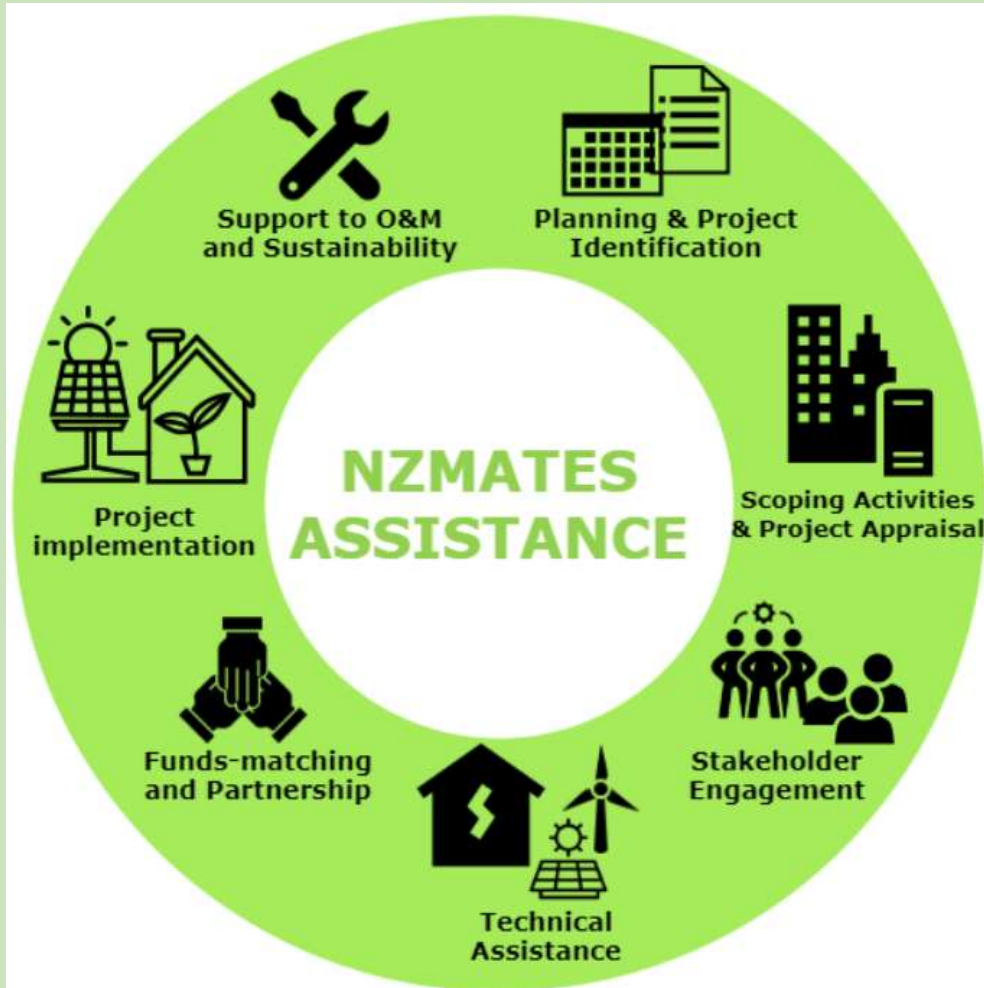 Support to O&M
and Sustainability
Planning & Project
Identification
Scoping Activities
& Project Appraisal
Stakeholder
Engagement
Technical
Assistance
Funds-matching
and Partnership
Project
implementation
NZMATES
ASSISTANCE